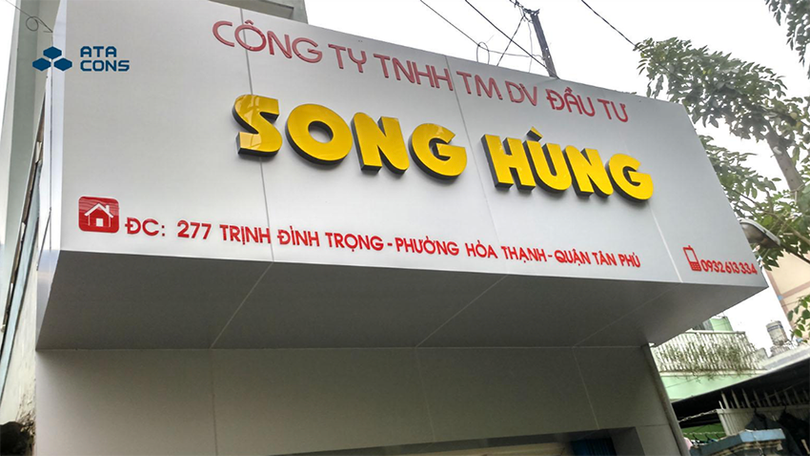 ATA
CONS
CÔNG TY TNHH TM DV ĐẦU TƯ
SONG HÙNG
ĐC: 277 TRỊNH ĐÌNH TRỌNG - PHƯỜNG HÒA THẠNH - QUẬN TÂN PHÚ
0932 613 334